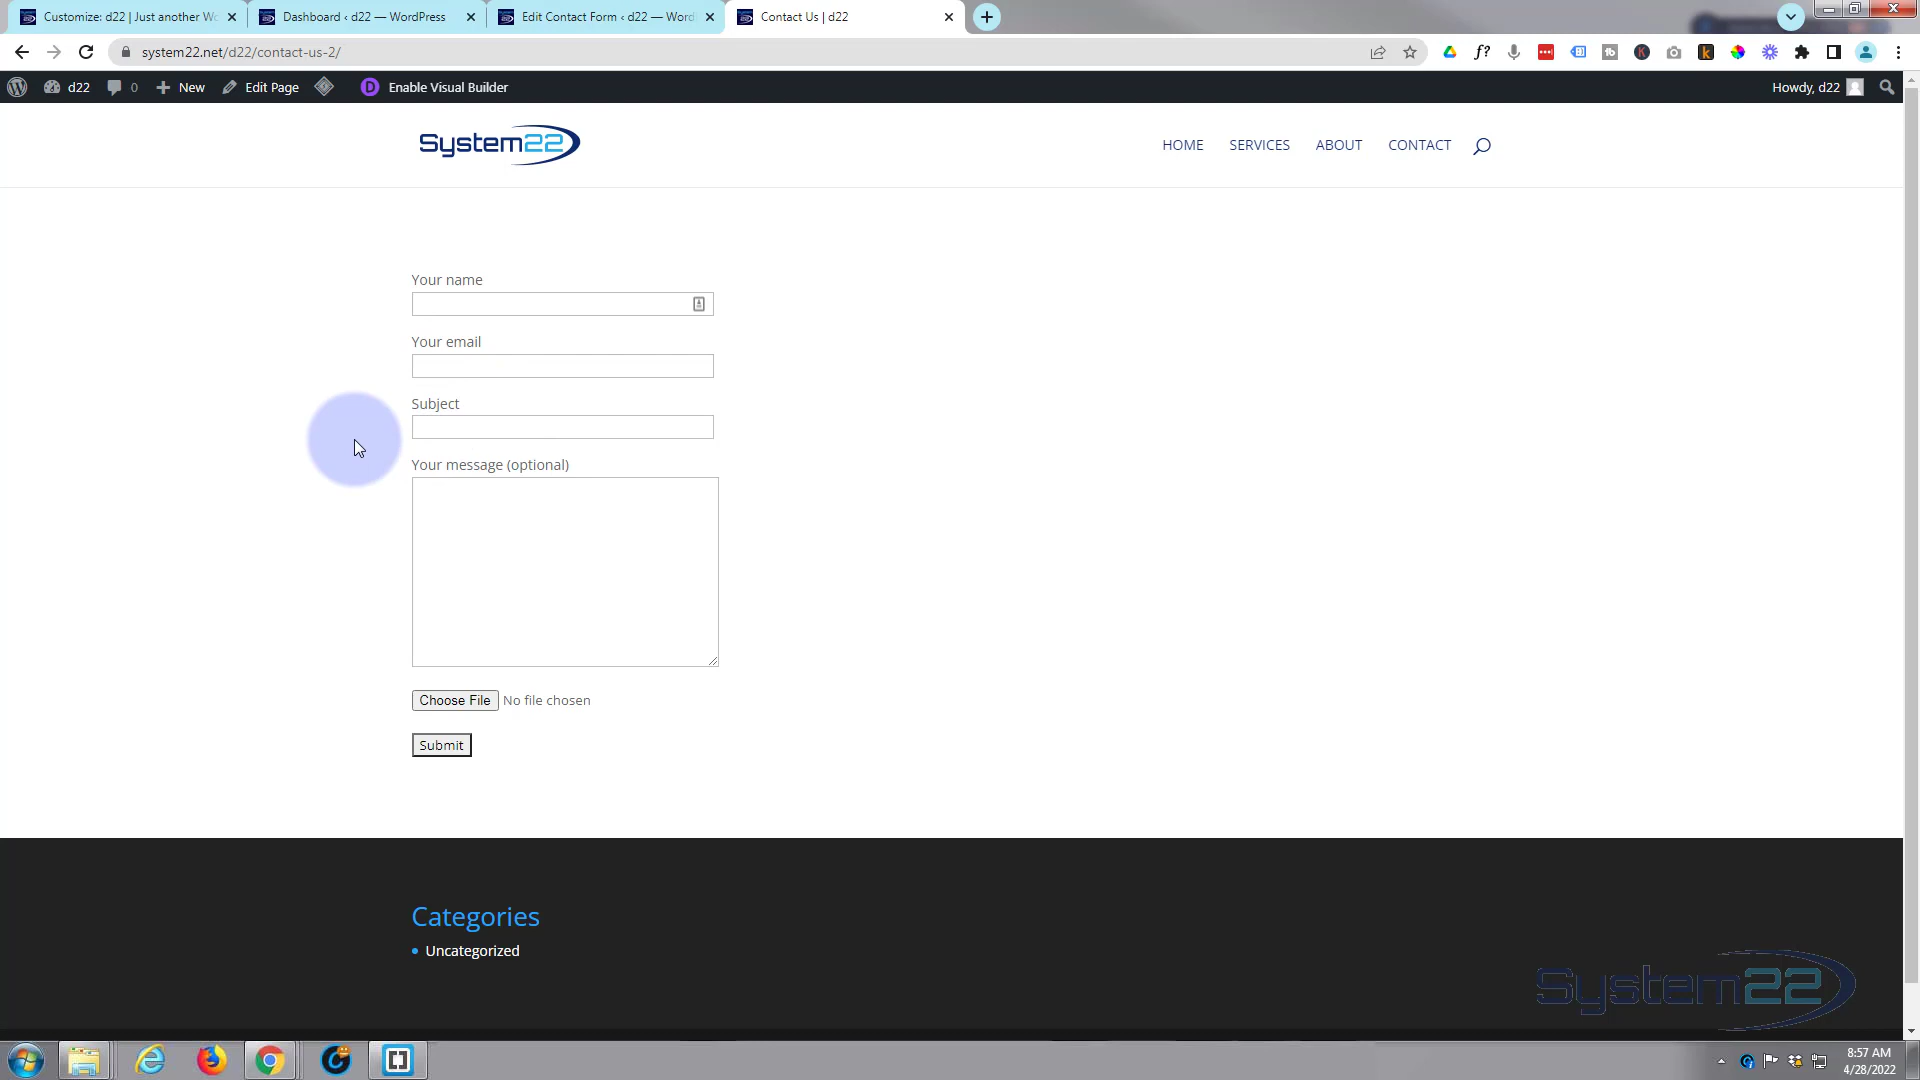 Customize: d22 | Just another Wo
Dashboard ‹ d22 — WordPress
Edit Contact Form ‹ d22 — Word
Contact Us | d22
system22.net/d22/contact-us-2/
d22
0
New
Edit Page
Enable Visual Builder
Howdy, d22
System22
HOME
SERVICES
ABOUT
CONTACT
Your name
Your email
Subject
Your message (optional)
Choose File No file chosen
Submit
Categories
Uncategorized
System22
8:57 AM
4/28/2022